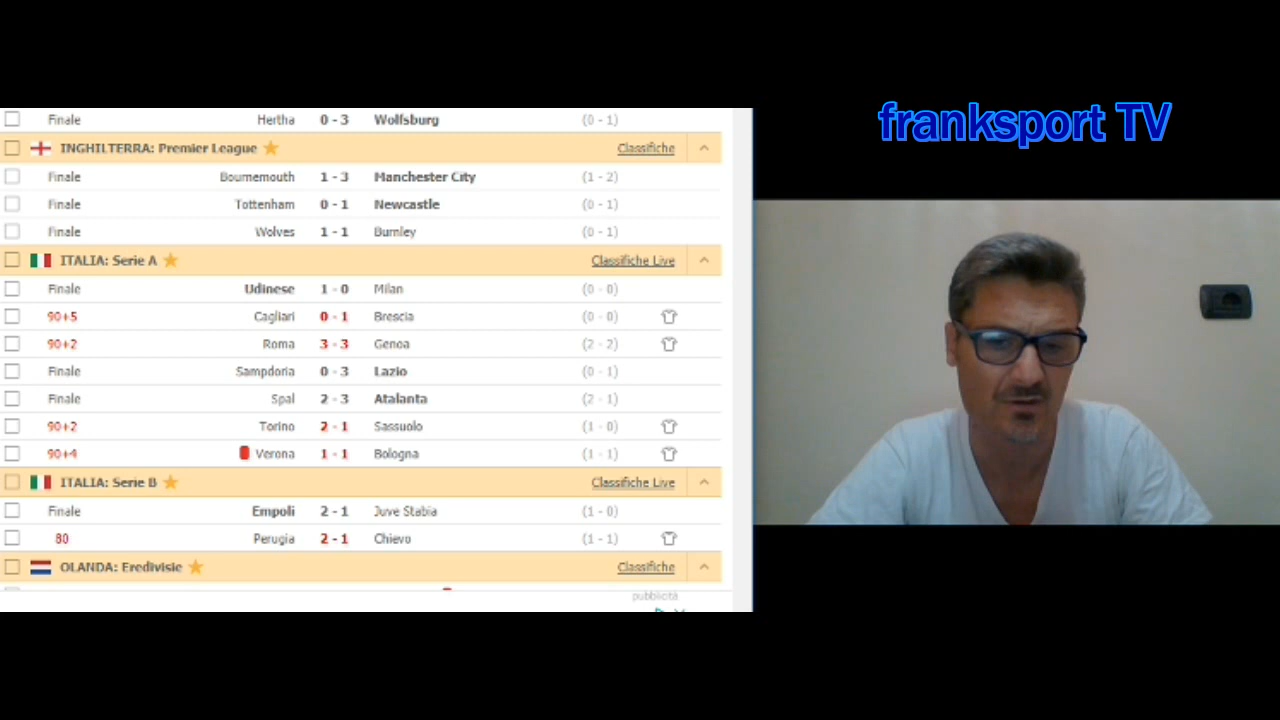 franksport TV
Finale Hertha 0 - 3 Wolfsburg (0 - 1)
INGHILTERRA: Premier League Classifiche
Finale Bournemouth 1 - 3 Manchester City (1 - 2)
Finale Tottenham 0 - 1 Newcastle (0 - 1)
Finale Wolves 1 - 1 Burnley (0 - 1)
ITALIA: Serie A Classifiche Live
Finale Udinese 1 - 0 Milan (0 - 0)
90+5 Cagliari 0 - 1 Brescia (0 - 0)
90+2 Roma 3 - 3 Genoa (2 - 2)
Finale Sampdoria 0 - 3 Lazio (0 - 1)
Finale Spal 2 - 3 Atalanta (2 - 1)
90+2 Torino 2 - 1 Sassuolo (1 - 0)
90+4 Verona 1 - 1 Bologna (1 - 1)
ITALIA: Serie B Classifiche Live
Finale Empoli 2 - 1 Juve Stabia (1 - 0)
80 Perugia 2 - 1 Chievo (1 - 1)
OLANDA: Eredivisie Classifiche
pubblicità